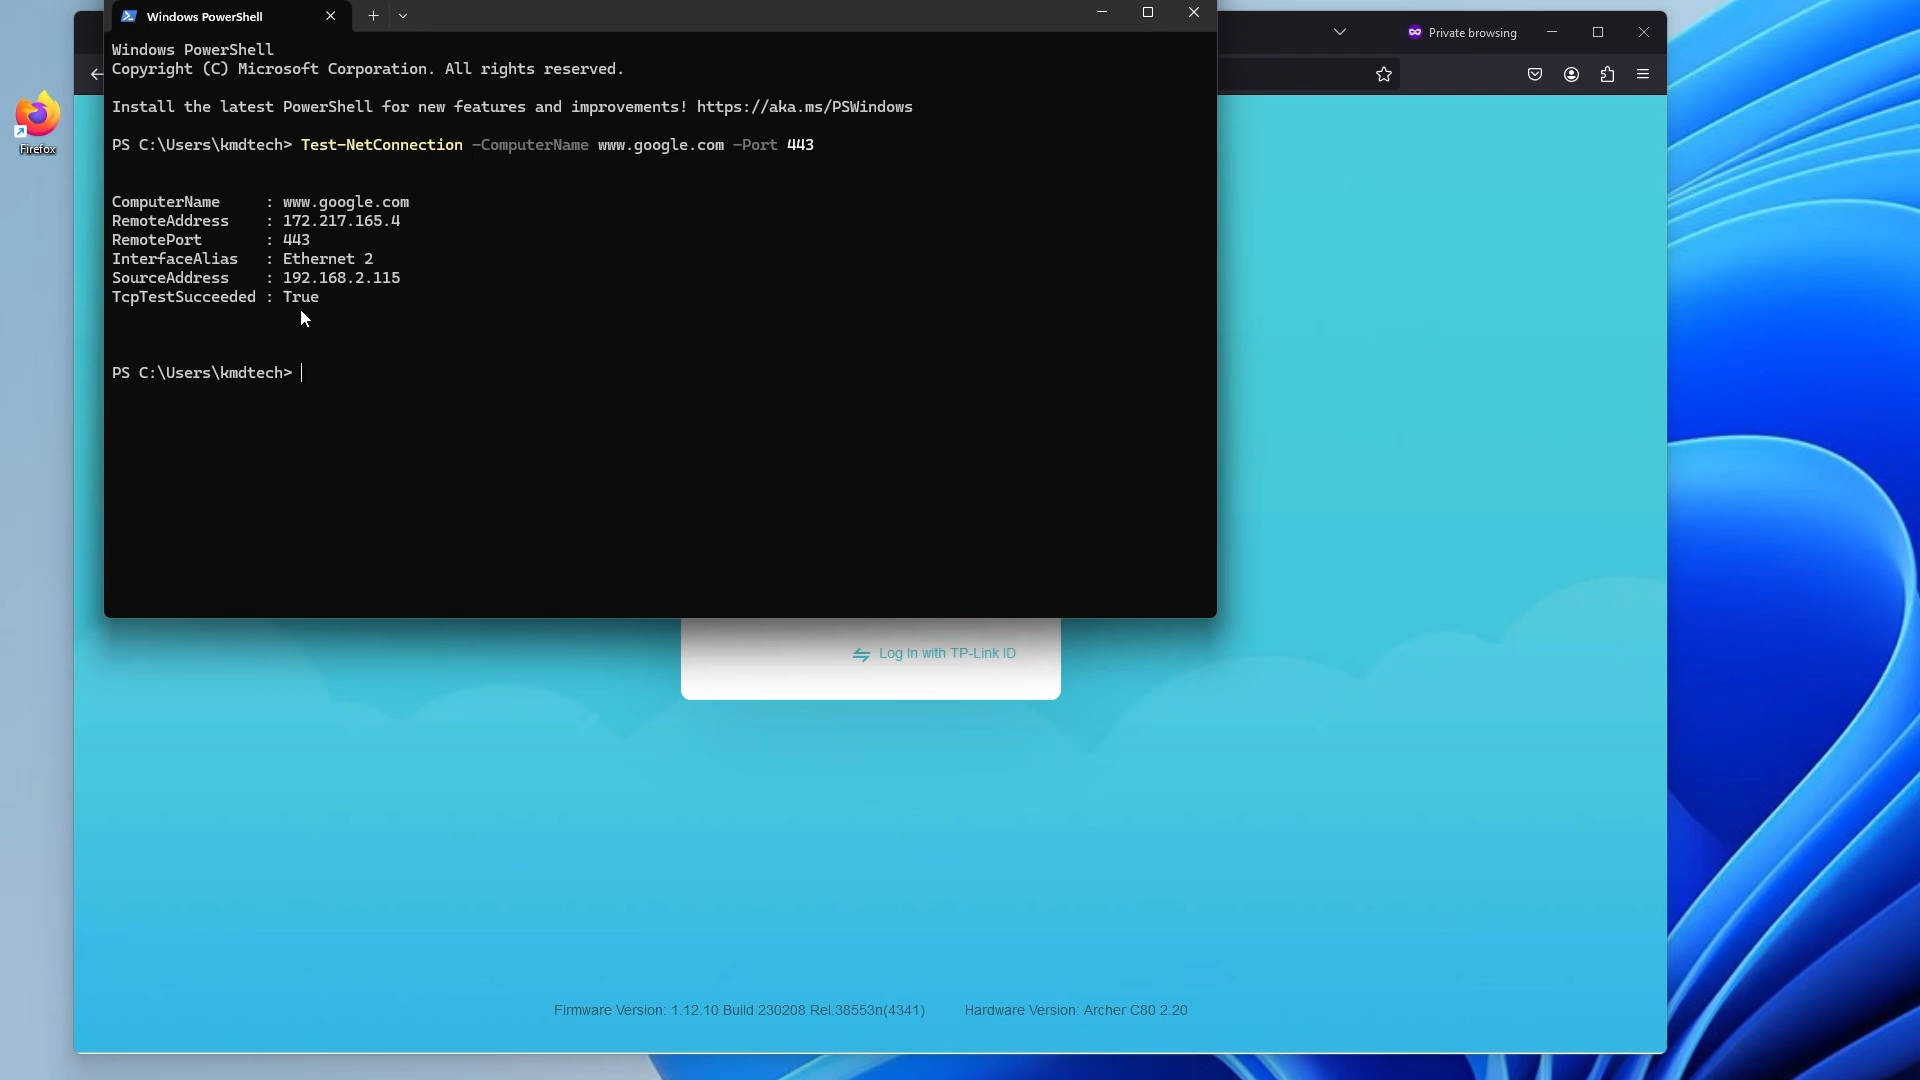 Windows PowerShell
Private browsing
Windows PowerShell
Copyright (C) Microsoft Corporation. All rights reserved.
Install the latest PowerShell for new features and improvements! https://aka.ms/PSWindows
PS C:\Users\kmdtech> Test-NetConnection -ComputerName www.google.com -Port 443
Firefox
ComputerName : www.google.com
RemoteAddress : 172.217.165.4
RemotePort : 443
InterfaceAlias : Ethernet 2
SourceAddress : 192.168.2.115
TcpTestSucceeded : True
PS C:\Users\kmdtech>
Log In with TP-Link ID
Firmware Version: 1.12.10 Build 230208 Rel.38553n(4341) Hardware Version: Archer C80 2.20